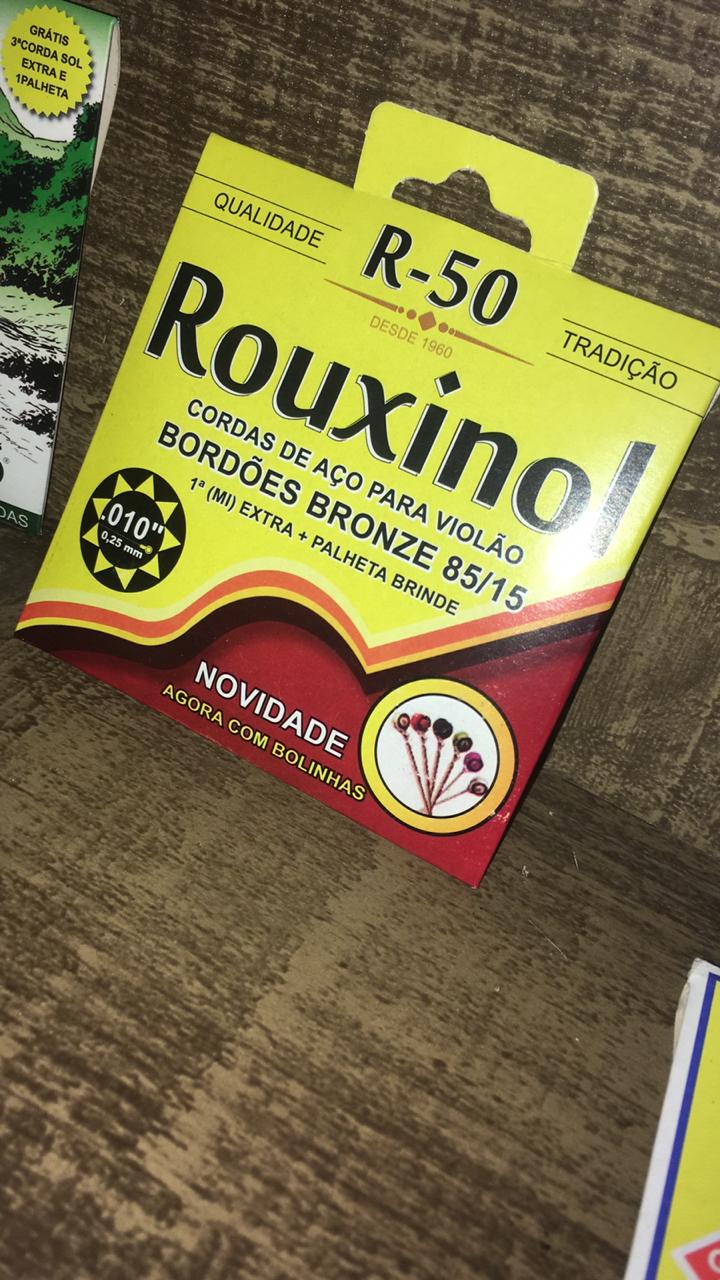 GRÁTIS
3ªCORDA SOL
EXTRA E
1PALHETA
DAS
QUALIDADE
R-50
DESDE 1960
TRADIÇÃO
Rouxinol
CORDAS DE AÇO PARA VIOLÃO
BORDÕES BRONZE 85/15
1ª (MI) EXTRA + PALHETA BRINDE
.010"
0,25 mm
NOVIDADE
AGORA COM BOLINHAS